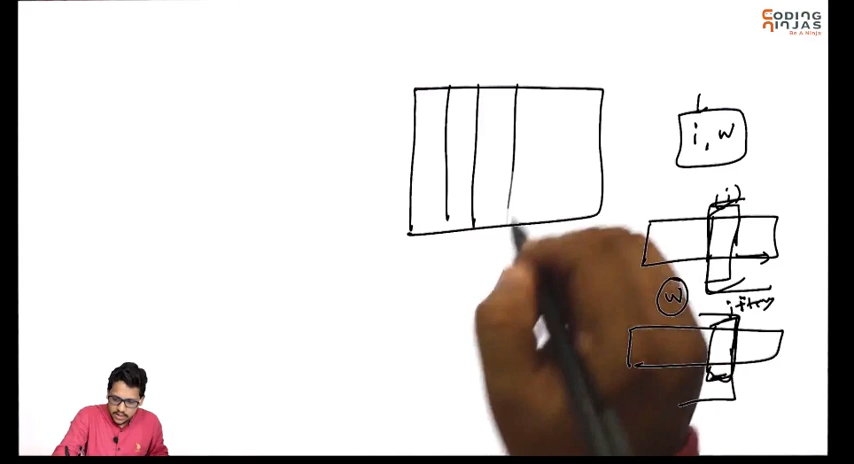 CODING
NINJAS
Be A Ninja
i, w
(i)
w